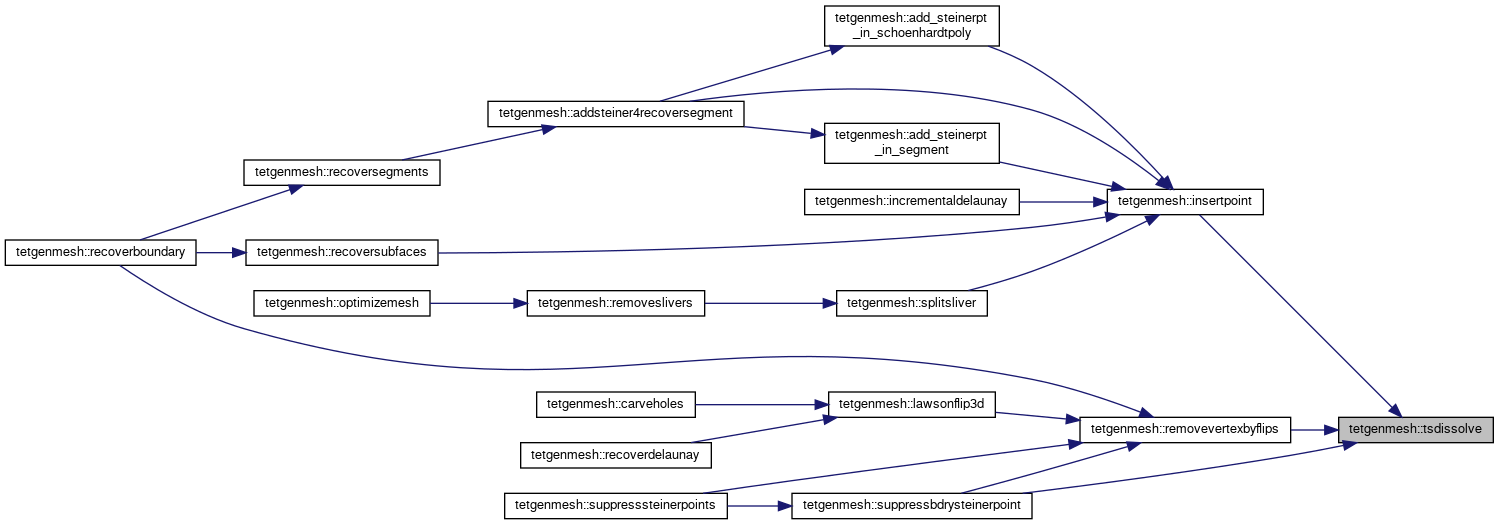 tetgenmesh::add_steinerpt
_in_schoenhardtpoly
tetgenmesh::addsteiner4recoversegment
tetgenmesh::add_steinerpt
_in_segment
tetgenmesh::recoversegments
tetgenmesh::incrementaldelaunay
tetgenmesh::insertpoint
tetgenmesh::recoverboundary
tetgenmesh::recoversubfaces
tetgenmesh::optimizemesh
tetgenmesh::removeslivers
tetgenmesh::splitsliver
tetgenmesh::carveholes
tetgenmesh::lawsonflip3d
tetgenmesh::removevertexbyflips
tetgenmesh::tsdissolve
tetgenmesh::recoverdelaunay
tetgenmesh::suppresssteinerpoints
tetgenmesh::suppressbdrysteinerpoint